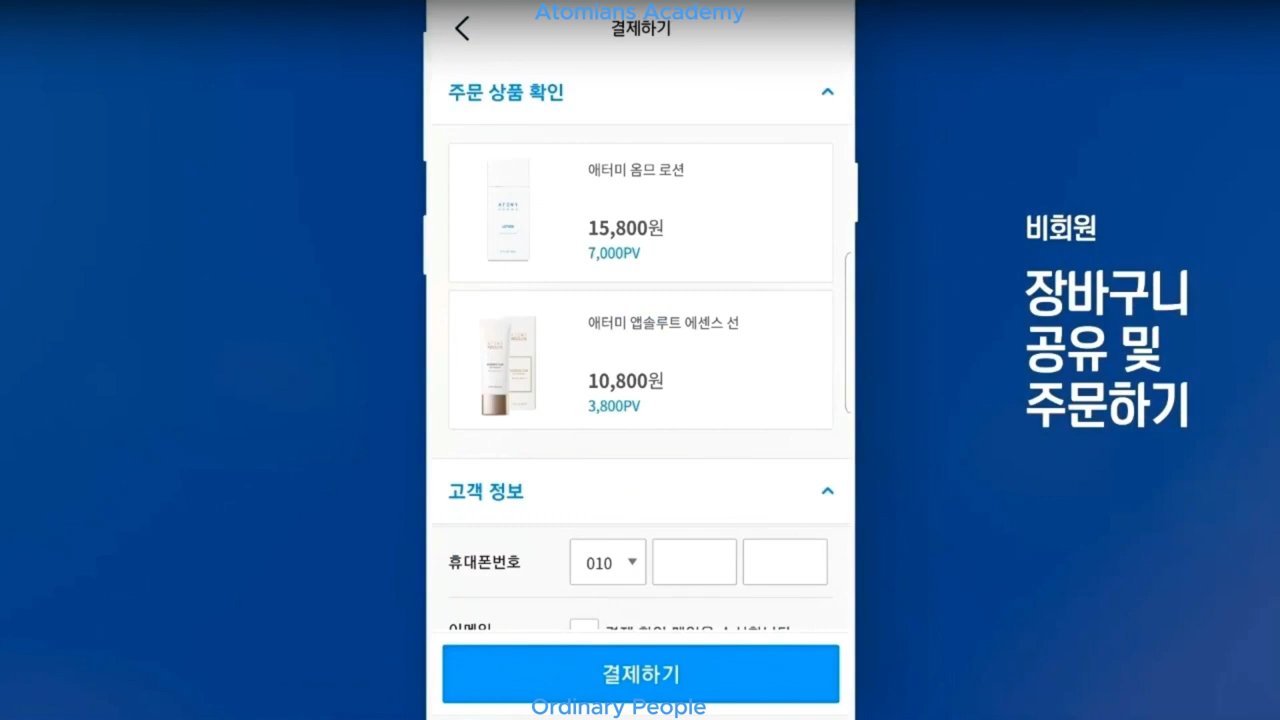 Atomians Academy
결제하기
주문 상품 확인
애터미 옴므 로션
15,800원
7,000PV
애터미 앱솔루트 에센스 선
10,800원
3,800PV
고객 정보
휴대폰번호
010
이메일
결제하기
Ordinary People
비회원
장바구니
공유 및
주문하기